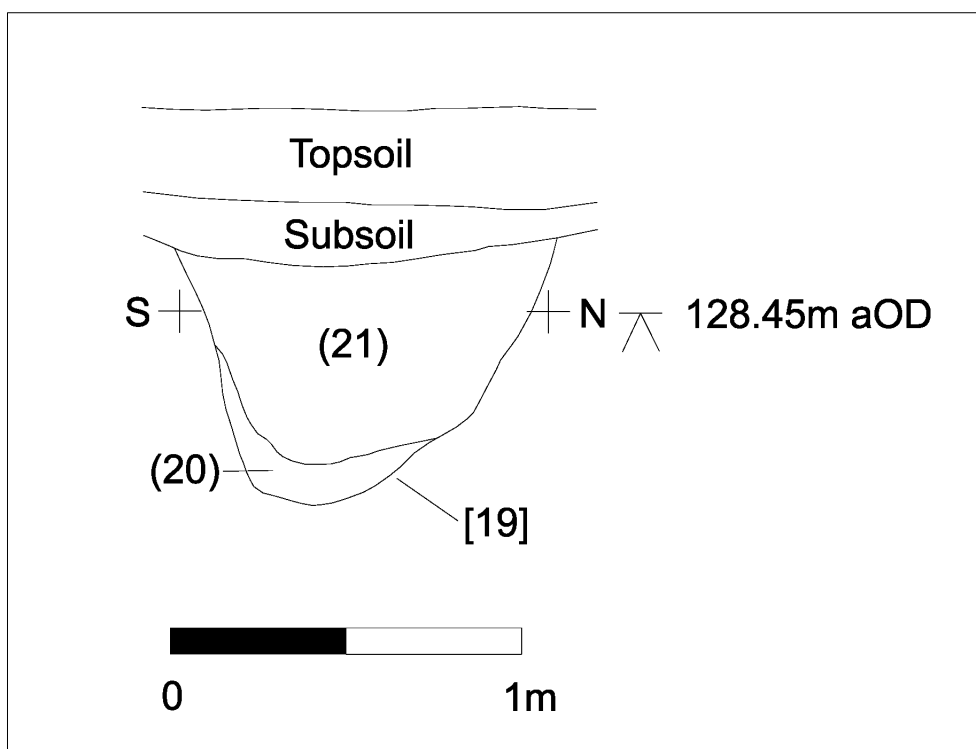 Topsoil
Subsoil
S
N
128.45m aOD
(21)
(20)
[19]
0
1m